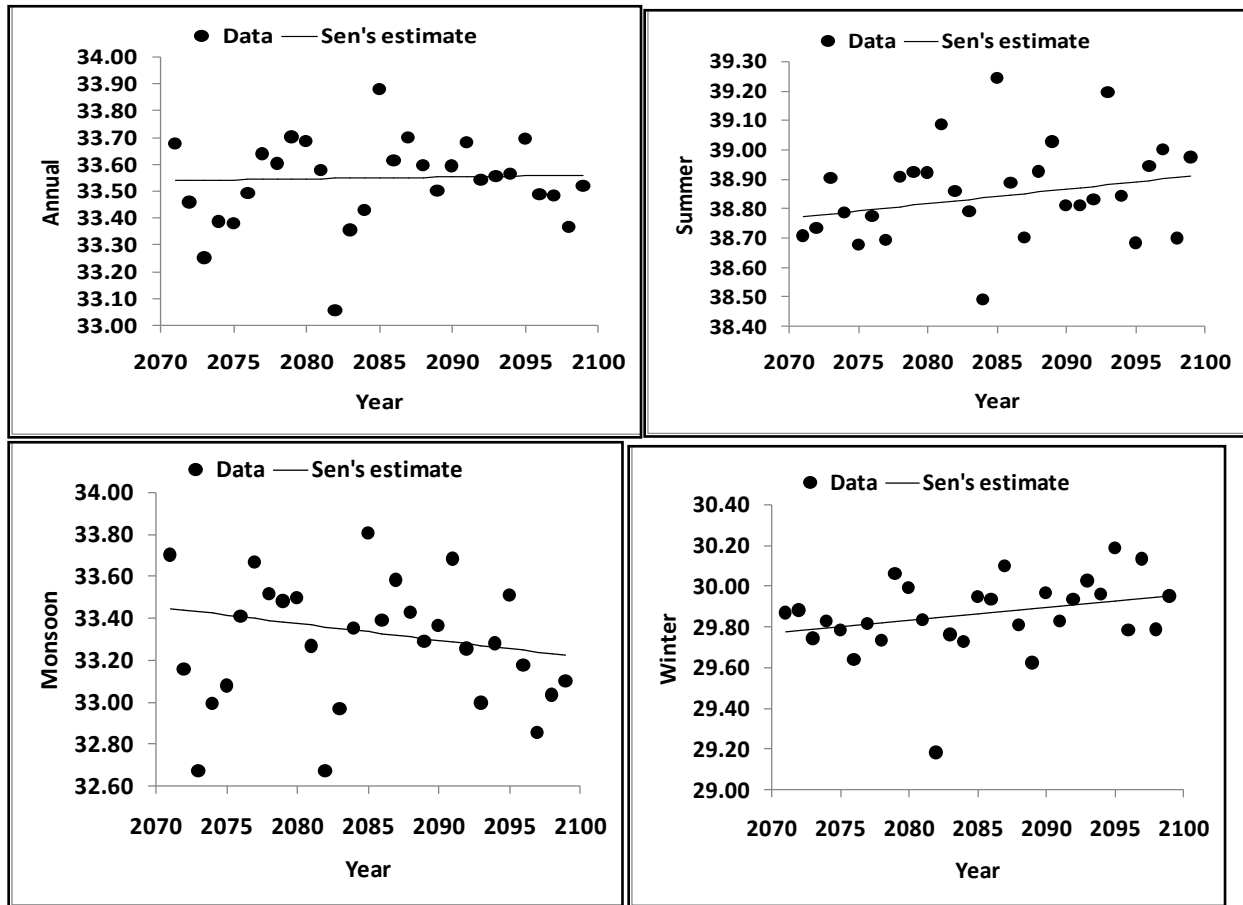 Data Sen's estimate
34.00
33.90
33.80
33.70
33.60
33.50
33.40
33.30
33.20
33.10
33.00
Annual
2070 2075 2080 2085 2090 2095 2100
Year
Data Sen's estimate
39.30
39.20
39.10
39.00
38.90
38.80
38.70
38.60
38.50
38.40
Summer
2070 2075 2080 2085 2090 2095 2100
Year
Data Sen's estimate
34.00
33.80
33.60
33.40
33.20
33.00
32.80
32.60
Monsoon
2070 2075 2080 2085 2090 2095 2100
Year
Data Sen's estimate
30.40
30.20
30.00
29.80
29.60
29.40
29.20
29.00
Winter
2070 2075 2080 2085 2090 2095 2100
Year